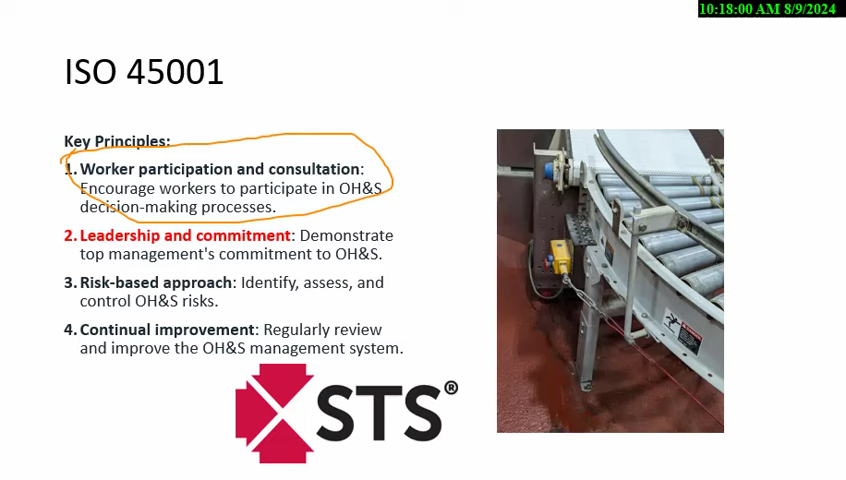 10:18:00 AM 8/9/2024
ISO 45001
Key Principles:
1. Worker participation and consultation:
Encourage workers to participate in OH&S
decision-making processes.
2. Leadership and commitment: Demonstrate
top management's commitment to OH&S.
3. Risk-based approach: Identify, assess, and
control OH&S risks.
4. Continual improvement: Regularly review
and improve the OH&S management system.
STS®